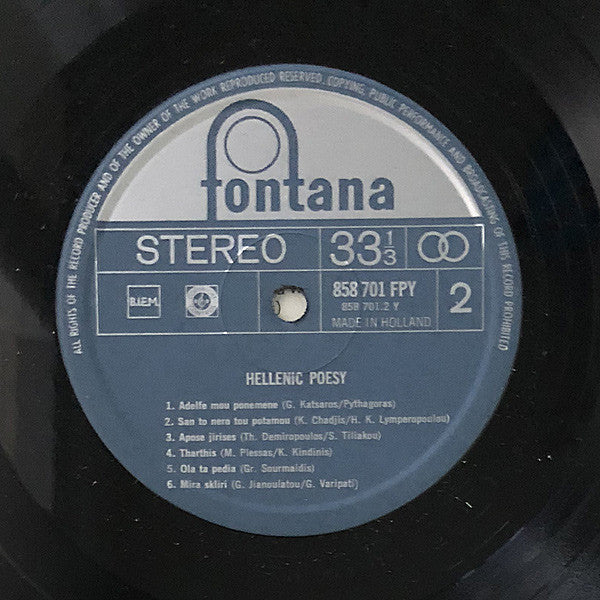 ALL RIGHTS OF THE RECORD PRODUCER AND OF THE OWNER OF THE WORK REPRODUCED RESERVED. COPYING, PUBLIC PERFORMANCE AND BROADCASTING OF THIS RECORD PROHIBITED
fontana
STEREO 33 1/3
B.I.E.M. 858 701 FPY 2
858 701.2 Y
MADE IN HOLLAND
HELLENIC POESY
1. Adelfe mou ponemene (G. Katsaros/Pythagoras)
2. San to nero tou potamou (K. Chadjis/H. K. Lymperopoulou)
3. Apose jirises (Th. Demiropoulos/S. Tiliakou)
4. Tharthis (M. Plessas/K. Kindinis)
5. Ola ta pedia (Gr. Sourmaidis)
6. Mira skliri (G. Jianoulatou/G. Varipati)